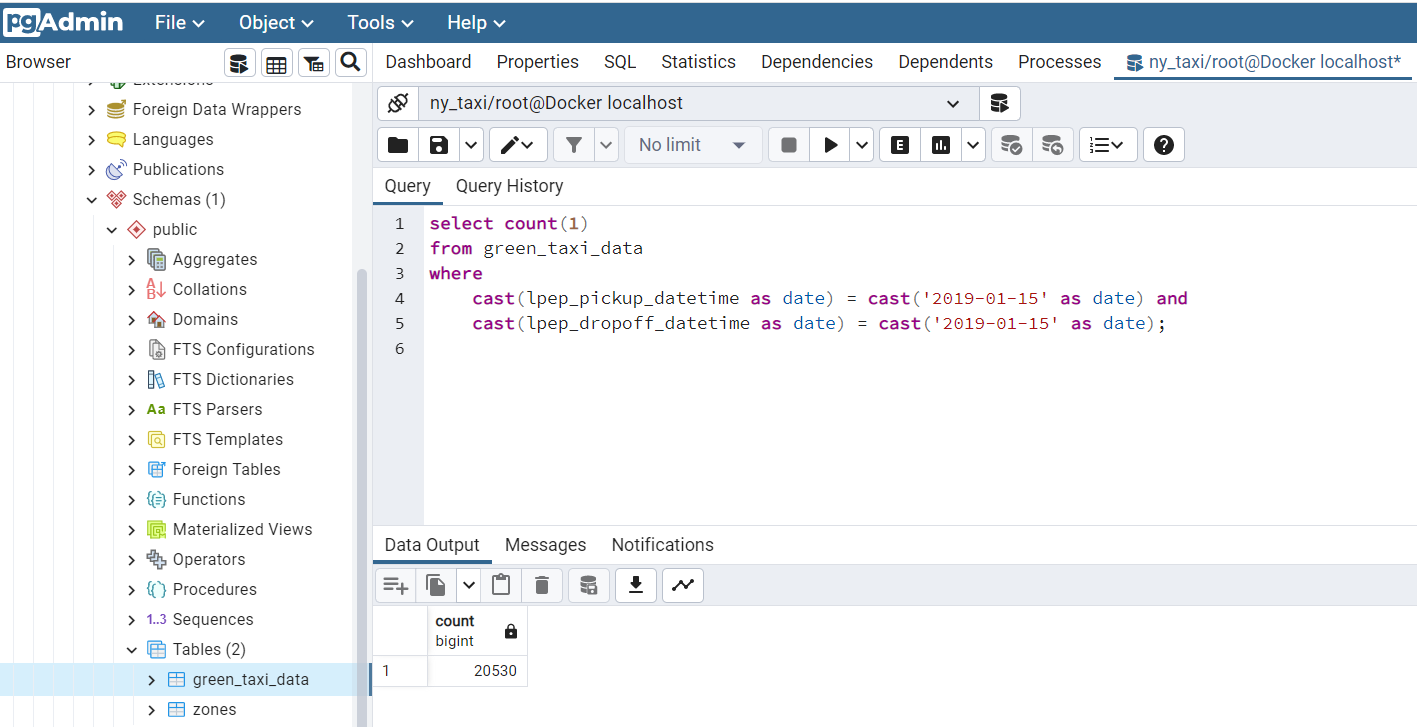 pgAdmin File Object Tools Help
Browser
Dashboard Properties SQL Statistics Dependencies Dependents Processes ny_taxi/root@Docker localhost*
Extensions
Foreign Data Wrappers
Languages
Publications
Schemas (1)
public
Aggregates
Collations
Domains
FTS Configurations
FTS Dictionaries
Aa FTS Parsers
FTS Templates
Foreign Tables
Functions
Materialized Views
Operators
Procedures
1..3 Sequences
Tables (2)
green_taxi_data
zones
ny_taxi/root@Docker localhost
No limit
E
Query Query History
1 select count(1)
2 from green_taxi_data
3 where
4 cast(lpep_pickup_datetime as date) = cast('2019-01-15' as date) and
5 cast(lpep_dropoff_datetime as date) = cast('2019-01-15' as date);
6
Data Output Messages Notifications
count
bigint
1 20530